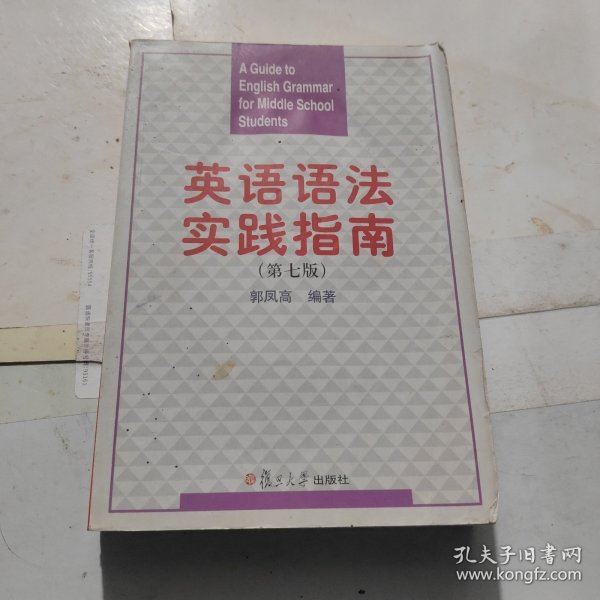 A Guide to
English Grammar
for Middle School
Students
英语语法
实践指南
(第七版)
郭凤高 编著
復旦大學 出版社
孔夫子旧书网
www.kongfz.com